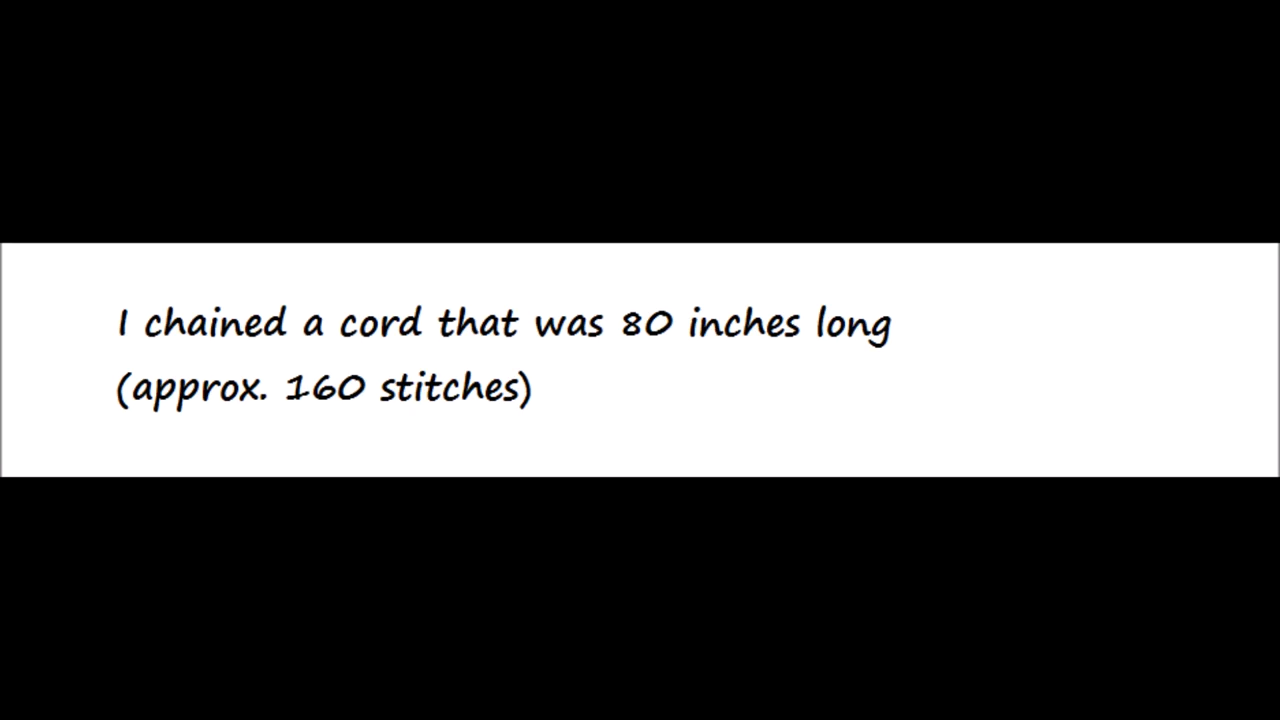 I chained a cord that was 80 inches long
(approx. 160 stitches)